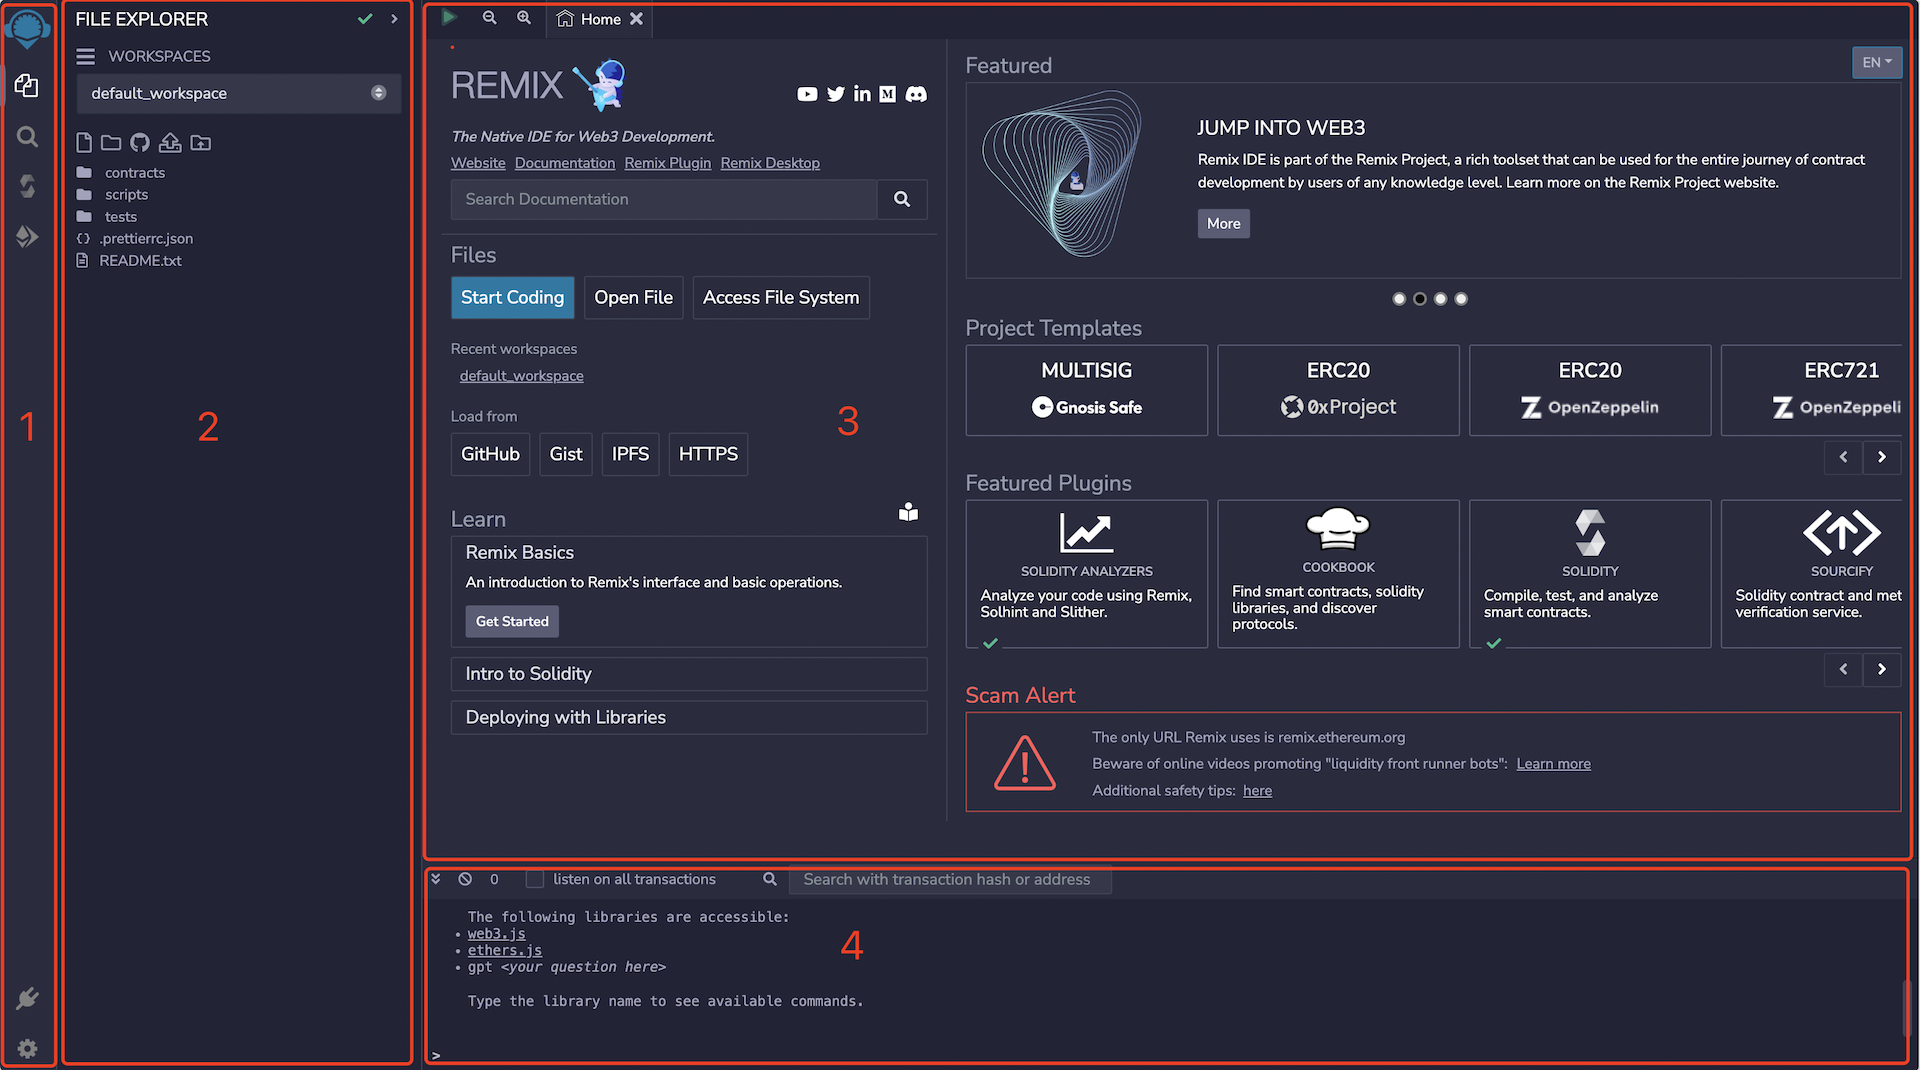 FILE EXPLORER
WORKSPACES
default_workspace
contracts
scripts
tests
.prettierrc.json
README.txt
1
2
Home
REMIX
The Native IDE for Web3 Development.
Website Documentation Remix Plugin Remix Desktop
Search Documentation
Files
Start Coding Open File Access File System
Recent workspaces
default_workspace
3
Load from
GitHub Gist IPFS HTTPS
Learn
Remix Basics
An introduction to Remix's interface and basic operations.
Get Started
Intro to Solidity
Deploying with Libraries
Featured
EN
JUMP INTO WEB3
Remix IDE is part of the Remix Project, a rich toolset that can be used for the entire journey of contract
development by users of any knowledge level. Learn more on the Remix Project website.
More
Project Templates
MULTISIG
Gnosis Safe
ERC20
0xProject
ERC20
OpenZeppelin
ERC721
OpenZeppeli
Featured Plugins
SOLIDITY ANALYZERS
Analyze your code using Remix,
Solhint and Slither.
COOKBOOK
Find smart contracts, solidity
libraries, and discover
protocols.
SOLIDITY
Compile, test, and analyze
smart contracts.
SOURCIFY
Solidity contract and met
verification service.
Scam Alert
The only URL Remix uses is remix.ethereum.org
Beware of online videos promoting "liquidity front runner bots": Learn more
Additional safety tips: here
0 listen on all transactions Search with transaction hash or address
The following libraries are accessible:
• web3.js
• ethers.js
• gpt <your question here>
4
Type the library name to see available commands.
>